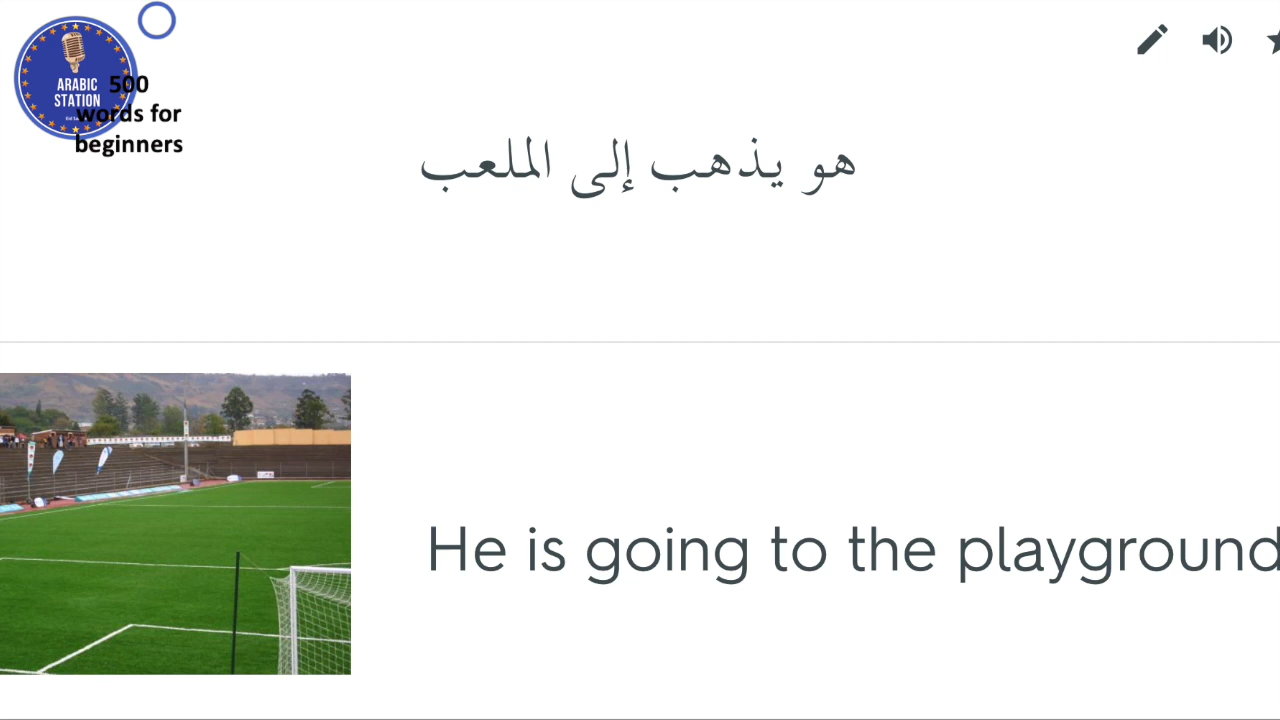 ARABIC
STATION
500
words for
beginners
هو يذهب إلى الملعب
He is going to the playground